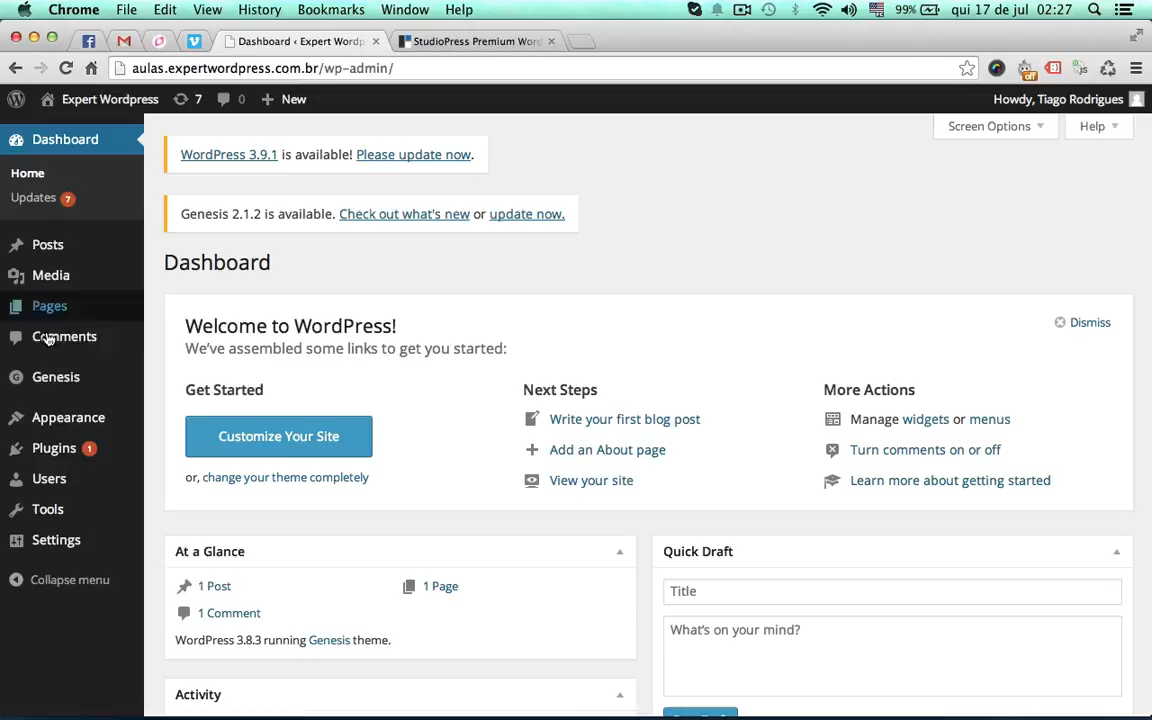 Chrome File Edit View History Bookmarks Window Help 99% qui 17 de jul 02:27
Dashboard ‹ Expert Wordp StudioPress Premium Wor
aulas.expertwordpress.com.br/wp-admin/
Expert Wordpress 7 0 New Howdy, Tiago Rodrigues
Screen Options Help
Dashboard
Home
Updates 7
Posts
Media
Pages
Comments
Genesis
Appearance
Plugins 1
Users
Tools
Settings
Collapse menu
WordPress 3.9.1 is available! Please update now.
Genesis 2.1.2 is available. Check out what's new or update now.
Dashboard
Welcome to WordPress!
Dismiss
We've assembled some links to get you started:
Get Started
Customize Your Site
or, change your theme completely
Next Steps
Write your first blog post
Add an About page
View your site
More Actions
Manage widgets or menus
Turn comments on or off
Learn more about getting started
At a Glance
1 Post 1 Page
1 Comment
WordPress 3.8.3 running Genesis theme.
Activity
Quick Draft
Title
What's on your mind?